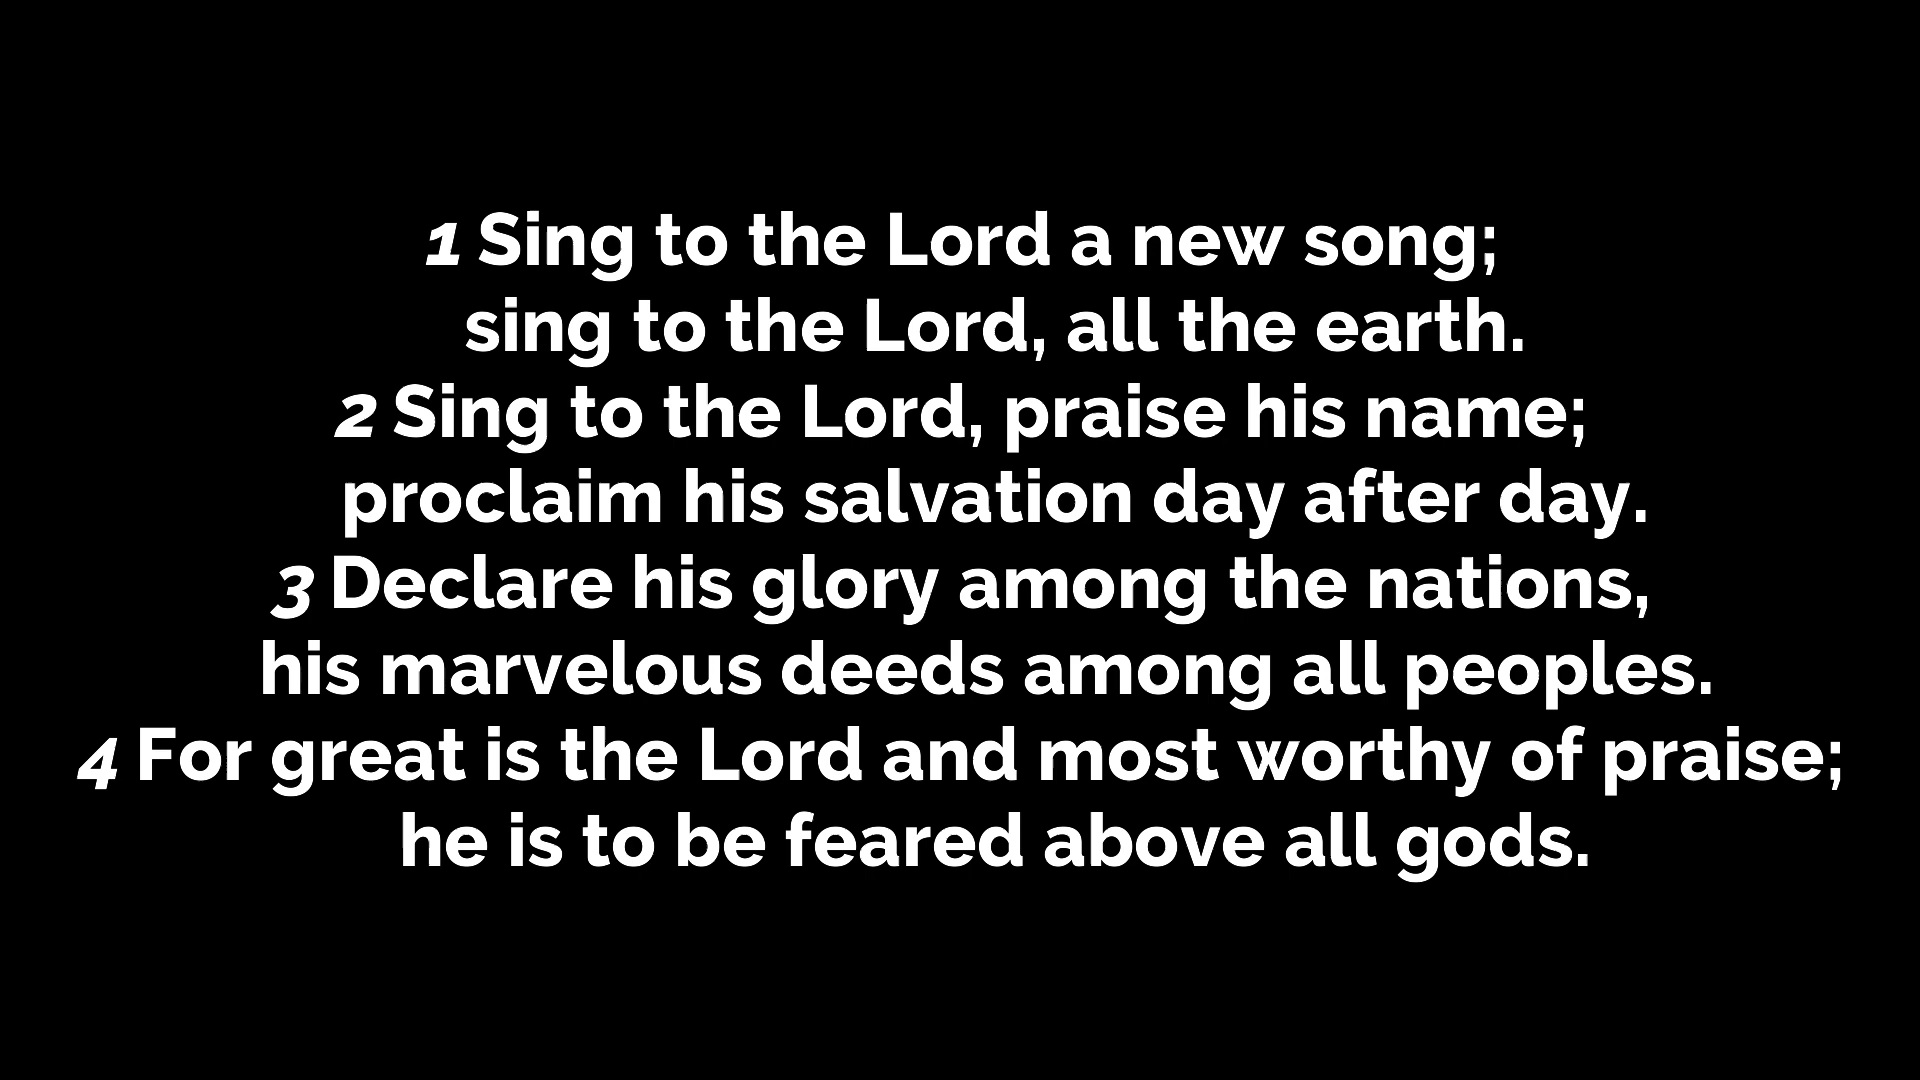 1 Sing to the Lord a new song;
sing to the Lord, all the earth.
2 Sing to the Lord, praise his name;
proclaim his salvation day after day.
3 Declare his glory among the nations,
his marvelous deeds among all peoples.
4 For great is the Lord and most worthy of praise;
he is to be feared above all gods.